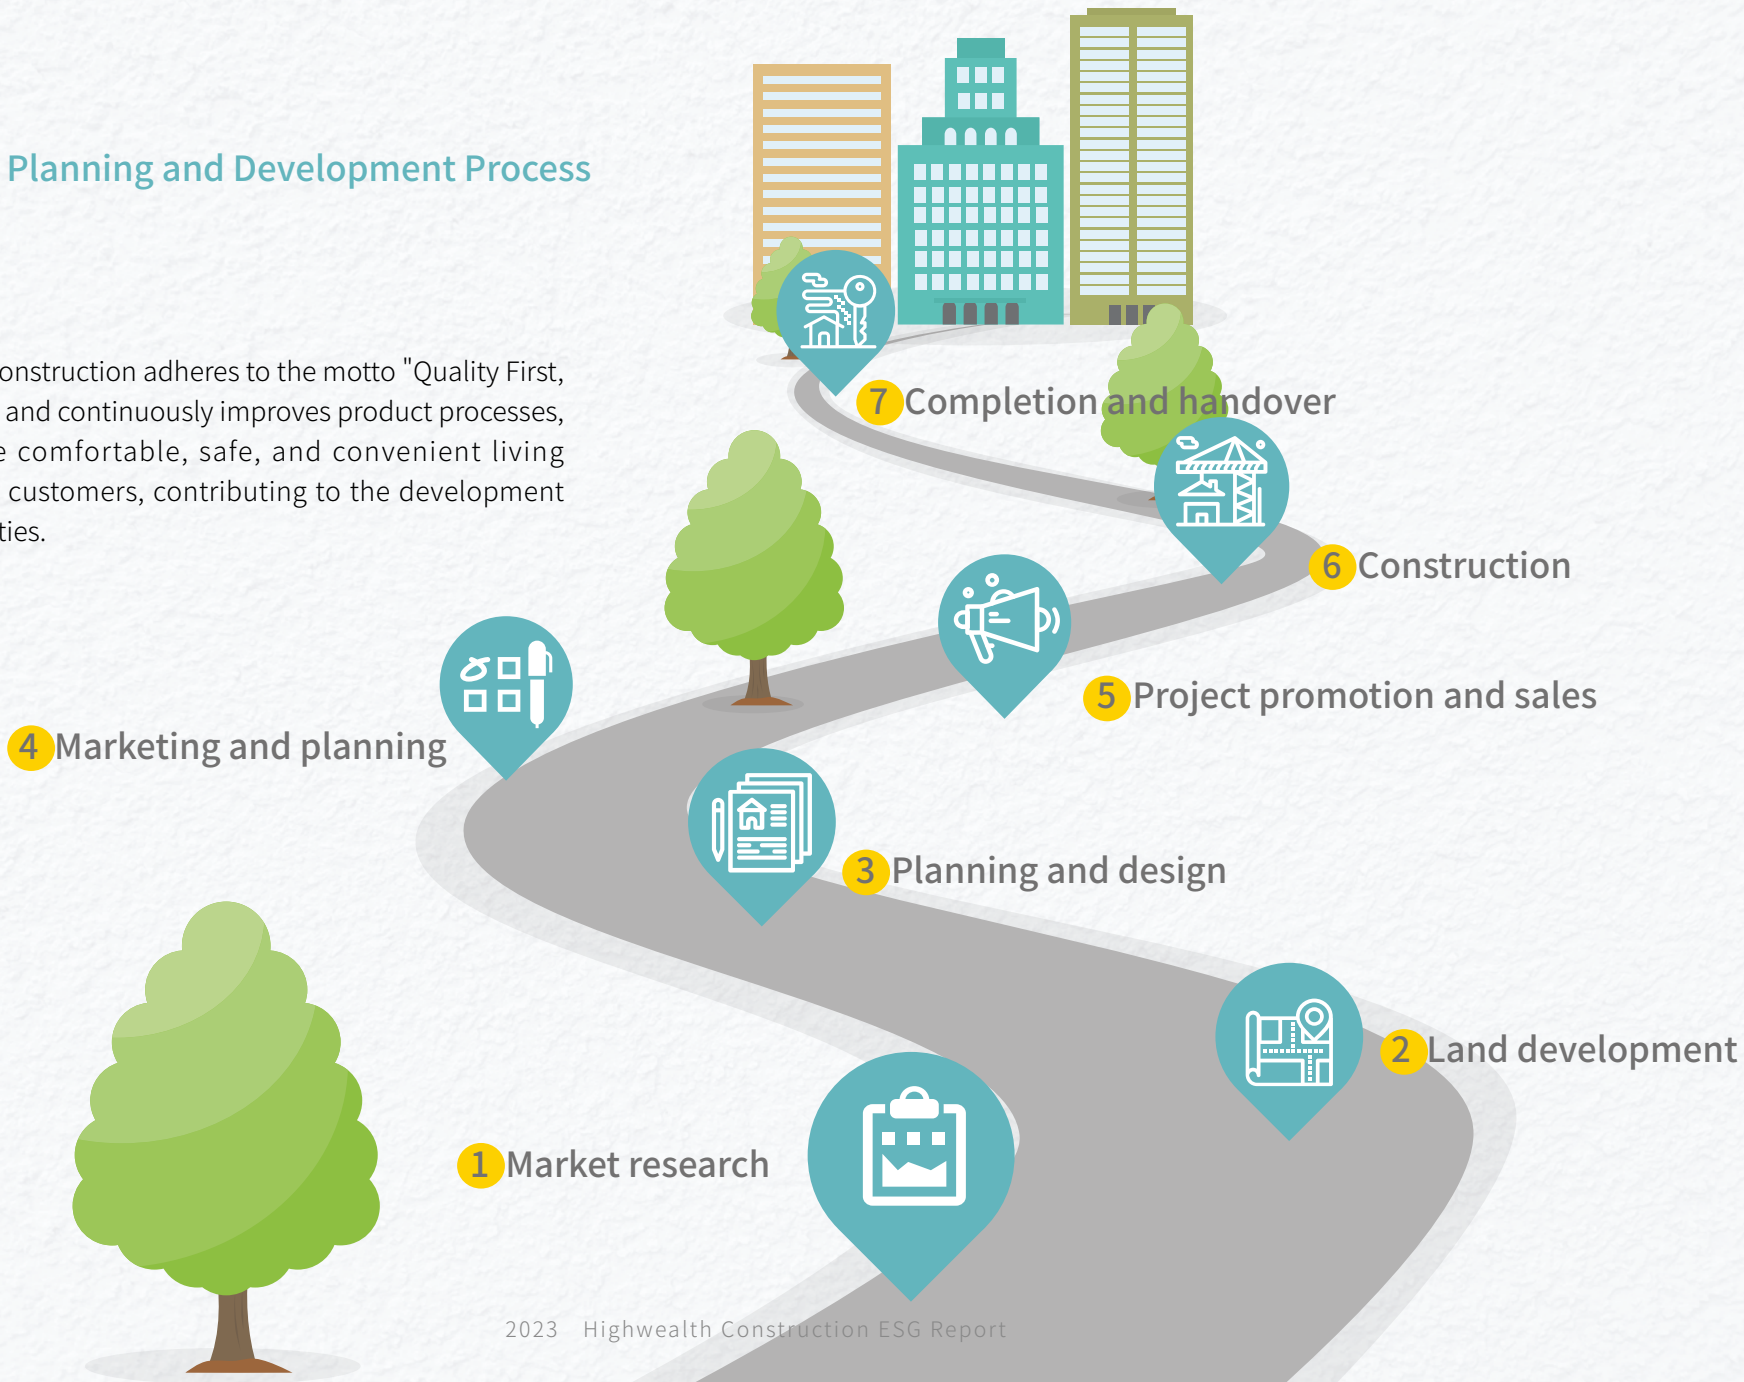 Planning and Development Process
onstruction adheres to the motto "Quality First,
and continuously improves product processes,
e comfortable, safe, and convenient living
customers, contributing to the development
ties.
7 Completion and handover
6 Construction
5 Project promotion and sales
4 Marketing and planning
3 Planning and design
2 Land development
1 Market research
2023 Highwealth Construction ESG Report